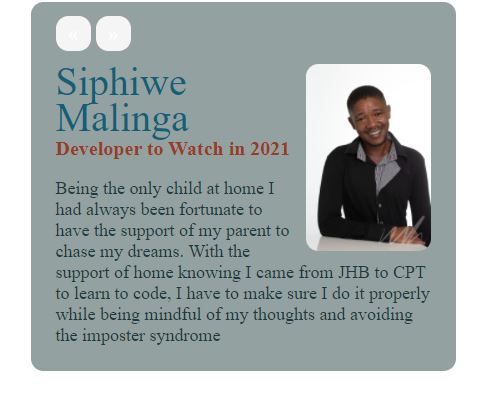 « »
Siphiwe
Malinga
Developer to Watch in 2021
Being the only child at home I
had always been fortunate to
have the support of my parent to
chase my dreams. With the
support of home knowing I came from JHB to CPT
to learn to code, I have to make sure I do it properly
while being mindful of my thoughts and avoiding
the imposter syndrome